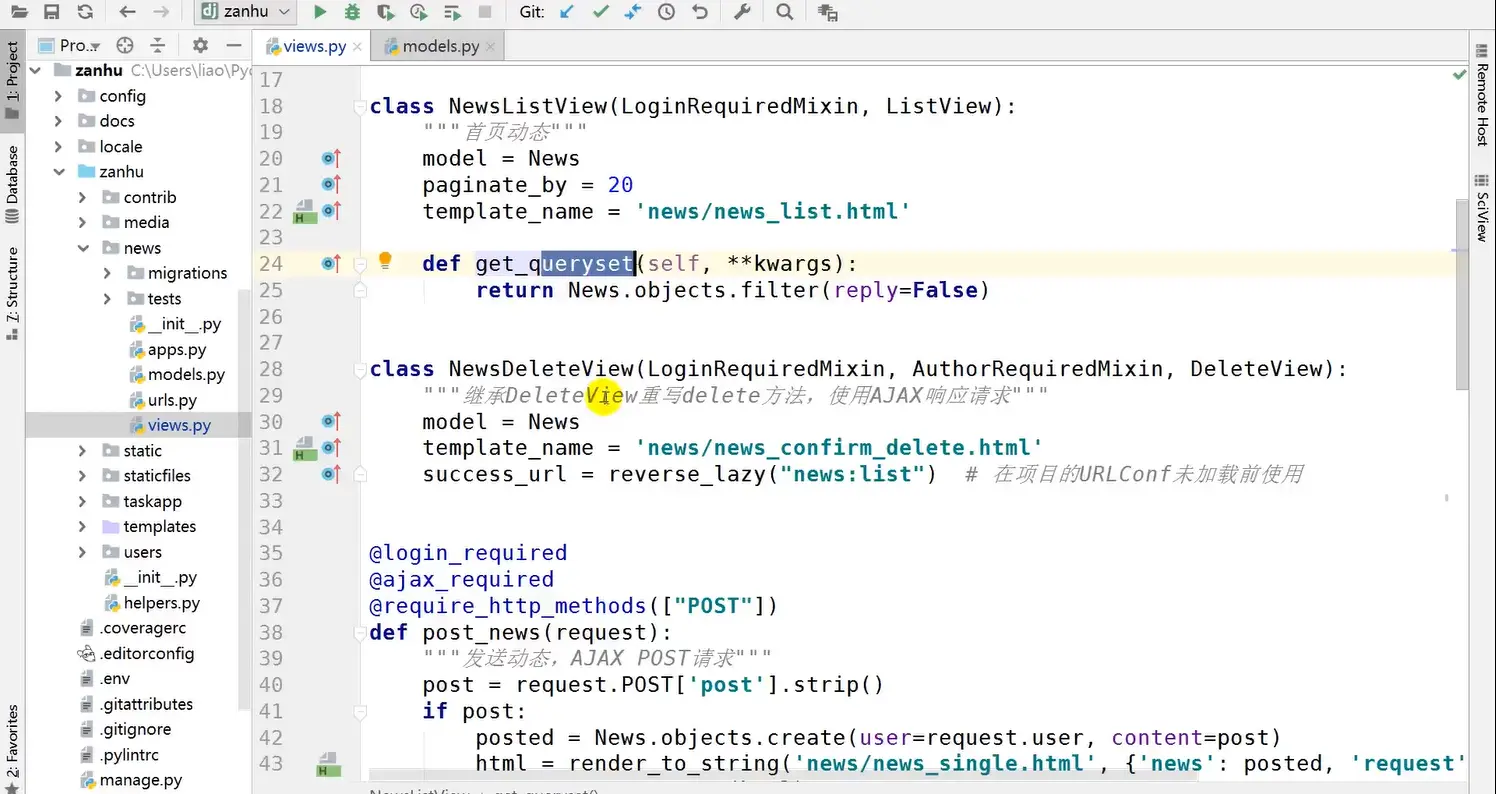 zanhu
Git:
1: Project
Database
7: Structure
2: Favorites
Pro..
zanhu C:\Users\liao\Pyc
config
docs
locale
zanhu
contrib
media
news
migrations
tests
__init__.py
apps.py
models.py
urls.py
views.py
static
staticfiles
taskapp
templates
users
__init__.py
helpers.py
.coveragerc
.editorconfig
.env
.gitattributes
.gitignore
.pylintrc
manage.py
views.py
models.py
17
18 class NewsListView(LoginRequiredMixin, ListView):
19 """首页动态"""
20 model = News
21 paginate_by = 20
22 template_name = 'news/news_list.html'
23
24 def get_queryset(self, **kwargs):
25 return News.objects.filter(reply=False)
26
27
28 class NewsDeleteView(LoginRequiredMixin, AuthorRequiredMixin, DeleteView):
29 """继承DeleteView重写delete方法，使用AJAX响应请求"""
30 model = News
31 template_name = 'news/news_confirm_delete.html'
32 success_url = reverse_lazy("news:list") # 在项目的URLConf未加载前使用
33
34
35 @login_required
36 @ajax_required
37 @require_http_methods(["POST"])
38 def post_news(request):
39 """发送动态，AJAX POST请求"""
40 post = request.POST['post'].strip()
41 if post:
42 posted = News.objects.create(user=request.user, content=post)
43 html = render_to_string('news/news_single.html', {'news': posted, 'request'
Remote Host
SciView